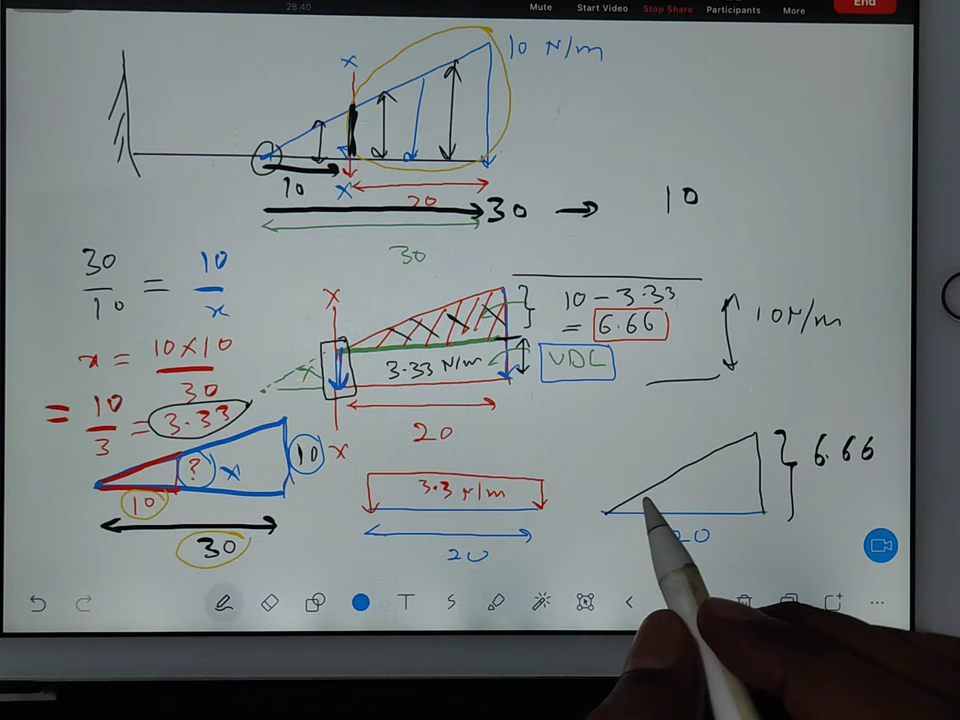 28:40
Mute Start Video Stop Share Participants More End
x 10 N/m
10 x 20
30 → 10
30
30/10 = 10/x
x = 10×10/30
= 10/3 = 3.33
x
10 - 3.33
= 6.66
10 N/m
3.33 N/m
UDL
x
20
x
? x 10
10
30
3.3 N/m
20
6.66
20
T